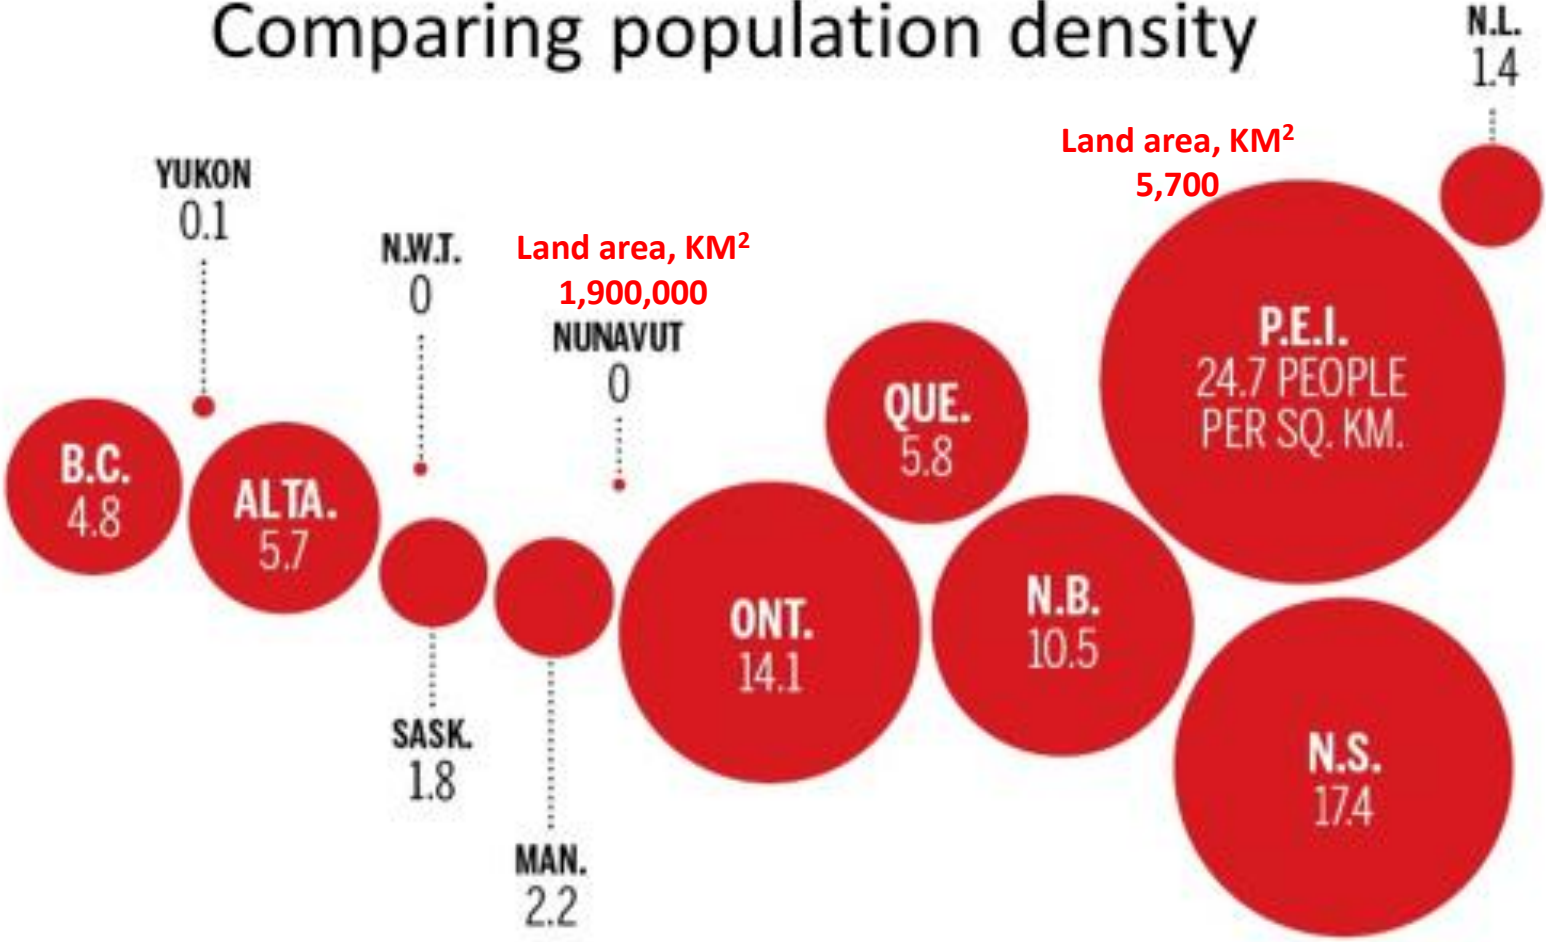 Comparing population density
N.L.
1.4
Land area, KM²
5,700
YUKON
0.1
N.W.T.
0
Land area, KM²
1,900,000
NUNAVUT
0
P.E.I.
24.7 PEOPLE
PER SQ. KM.
QUE.
5.8
B.C.
4.8
ALTA.
5.7
ONT.
14.1
N.B.
10.5
SASK.
1.8
N.S.
17.4
MAN.
2.2